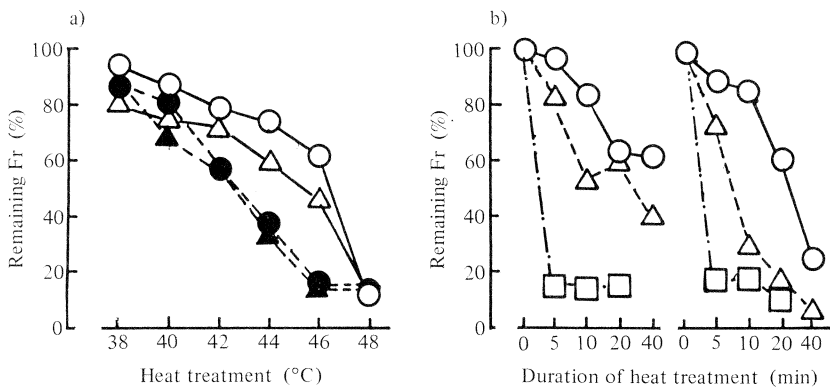 a)
Remaining Fr (%)
100
80
60
40
20
0
38 40 42 44 46 48
Heat treatment (°C)
b)
Remaining Fr (%)
100
80
60
40
20
0
0 5 10 20 40 0 5 10 20 40
Duration of heat treatment (min)